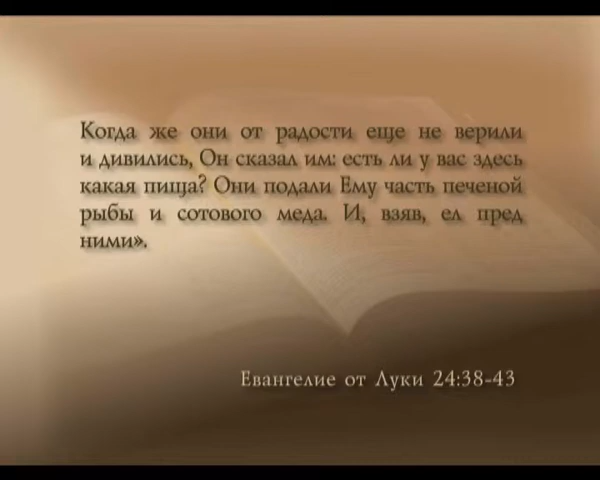 Когда же они от радости еще не верили
и дивились, Он сказал им: есть ли у вас здесь
какая пища? Они подали Ему часть печеной
рыбы и сотового меда. И, взяв, ел пред
ними».
Евангелие от Луки 24:38-43